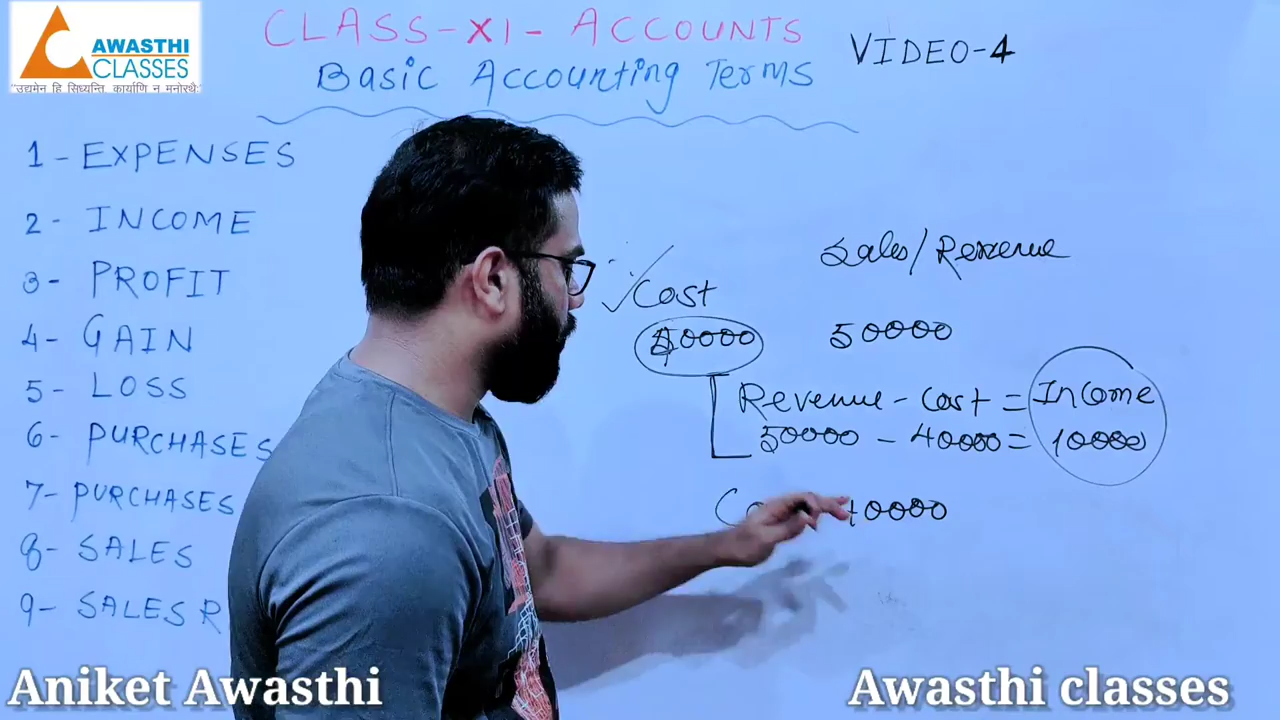 AWASTHI
CLASSES
"उद्यमेन हि सिध्यन्ति, कार्याणि न मनोरथैः"
CLASS-XI- ACCOUNTS
VIDEO-4
Basic Accounting Terms
1- EXPENSES
2- INCOME
3- PROFIT
4- GAIN
5- LOSS
6- PURCHASES
7- PURCHASES
8- SALES
9- SALES R
Sales/Revenue
Cost
40000
50000
Revenue - Cost = Income
50000 - 40000 = 10000
40000
Aniket Awasthi
Awasthi classes